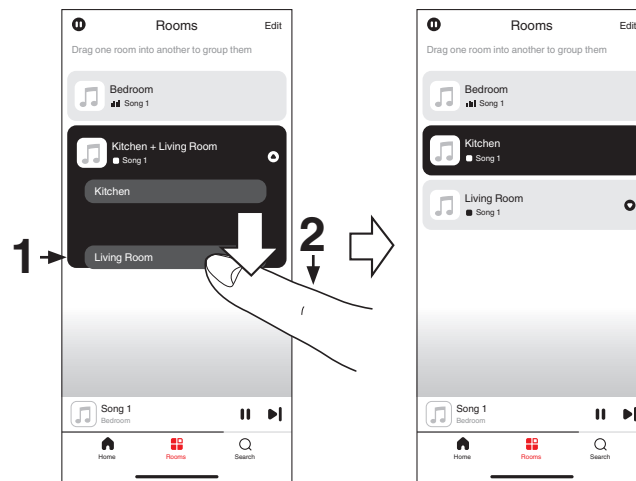 Rooms
Edit
Drag one room into another to group them
Bedroom
Song 1
Kitchen + Living Room
Song 1
Kitchen
Living Room
1
2
Song 1
Bedroom
Home
Rooms
Search
Rooms
Edit
Drag one room into another to group them
Bedroom
Song 1
Kitchen
Song 1
Living Room
Song 1
Song 1
Bedroom
Home
Rooms
Search